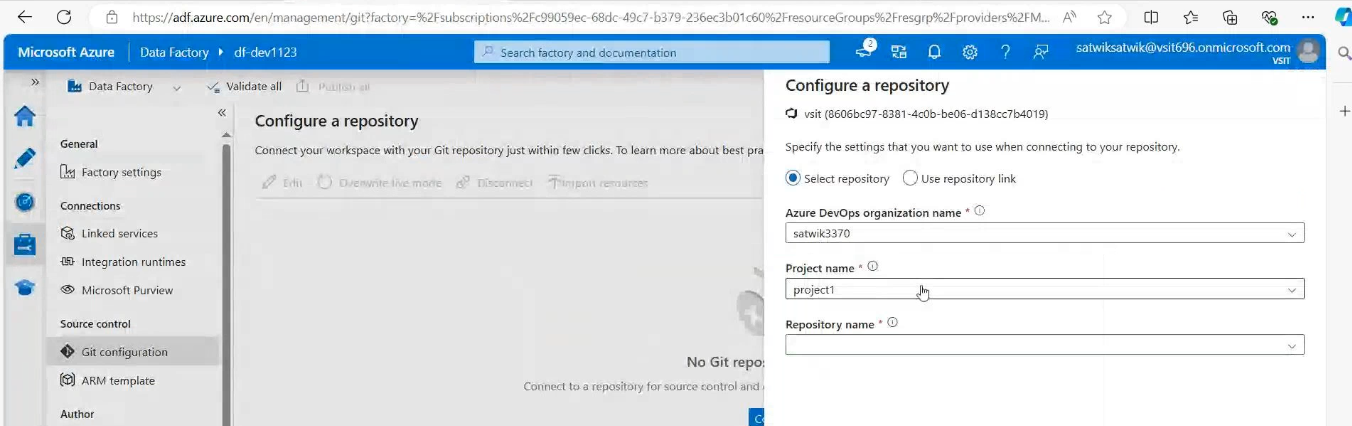 https://adf.azure.com/en/management/git?factory=%2Fsubscriptions%2Fc99059ec-68dc-49c7-b379-236ec3b01c60%2FresourceGroups%2Fresgrp%2Fproviders%2FM...
Microsoft Azure
Data Factory
df-dev1123
Search factory and documentation
2
satwiksatwik@vsit696.onmicrosoft.com
VSIT
Data Factory
Validate all
Publish all
General
Factory settings
Connections
Linked services
Integration runtimes
Microsoft Purview
Source control
Git configuration
ARM template
Author
Configure a repository
Connect your workspace with your Git repository just within few clicks. To learn more about best pra
Edit
Overwrite live mode
Disconnect
Import resources
No Git repos
Connect to a repository for source control and
Configure a repository
vsit (8606bc97-8381-4c0b-be06-d138cc7b4019)
Specify the settings that you want to use when connecting to your repository.
Select repository
Use repository link
Azure DevOps organization name *
satwik3370
Project name *
project1
Repository name *